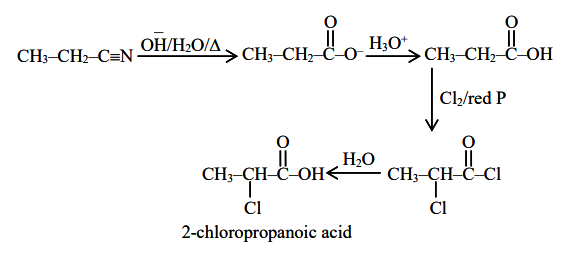 CH₃–CH₂–C≡N —OH̄/H₂O/Δ→ CH₃–CH₂–C(=O)–O⁻ —H₃O⁺→ CH₃–CH₂–C(=O)–OH
Cl₂/red P
CH₃–CH(Cl)–C(=O)–OH ←H₂O— CH₃–CH(Cl)–C(=O)–Cl
2-chloropropanoic acid